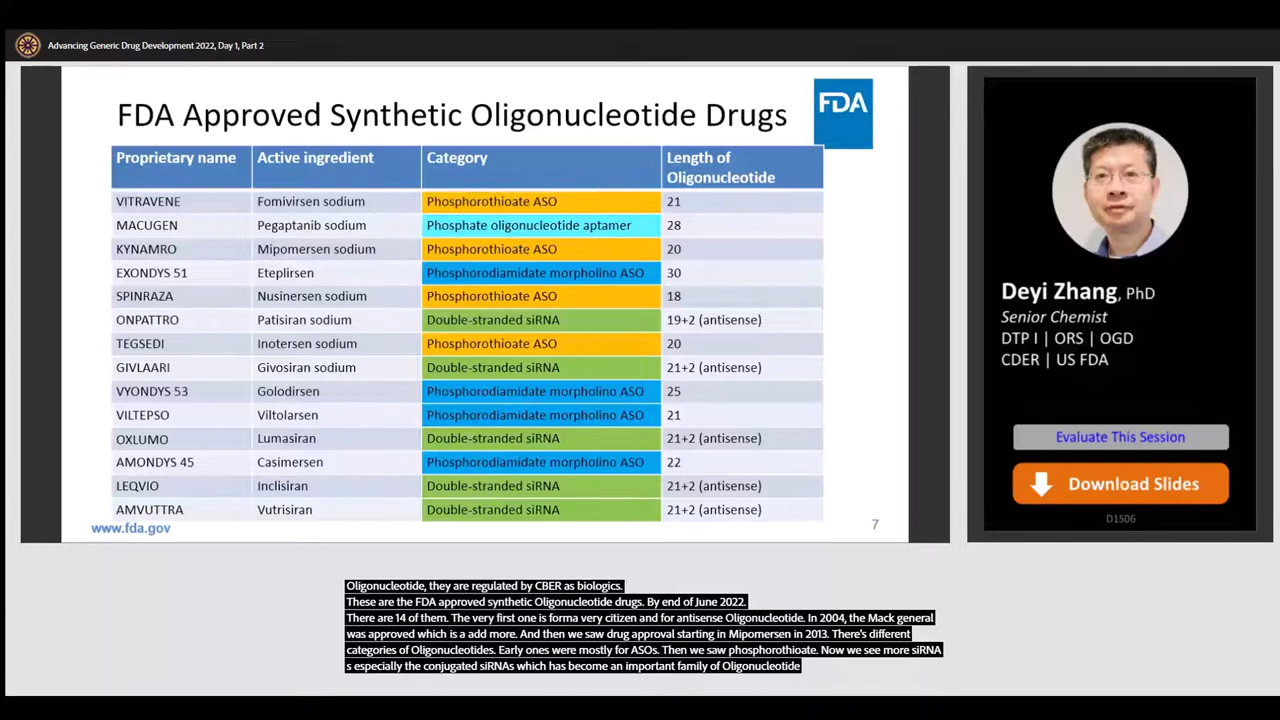 Advancing Generic Drug Development 2022, Day 1, Part 2
FDA Approved Synthetic Oligonucleotide Drugs
FDA
Proprietary name Active ingredient Category Length of Oligonucleotide
VITRAVENE Fomivirsen sodium Phosphorothioate ASO 21
MACUGEN Pegaptanib sodium Phosphate oligonucleotide aptamer 28
KYNAMRO Mipomersen sodium Phosphorothioate ASO 20
EXONDYS 51 Eteplirsen Phosphorodiamidate morpholino ASO 30
SPINRAZA Nusinersen sodium Phosphorothioate ASO 18
ONPATTRO Patisiran sodium Double-stranded siRNA 19+2 (antisense)
TEGSEDI Inotersen sodium Phosphorothioate ASO 20
GIVLAARI Givosiran sodium Double-stranded siRNA 21+2 (antisense)
VYONDYS 53 Golodirsen Phosphorodiamidate morpholino ASO 25
VILTEPSO Viltolarsen Phosphorodiamidate morpholino ASO 21
OXLUMO Lumasiran Double-stranded siRNA 21+2 (antisense)
AMONDYS 45 Casimersen Phosphorodiamidate morpholino ASO 22
LEQVIO Inclisiran Double-stranded siRNA 21+2 (antisense)
AMVUTTRA Vutrisiran Double-stranded siRNA 21+2 (antisense)
www.fda.gov 7
Deyi Zhang, PhD
Senior Chemist
DTP I | ORS | OGD
CDER | US FDA
Evaluate This Session
Download Slides
D1S06
Oligonucleotide, they are regulated by CBER as biologics.
These are the FDA approved synthetic Oligonucleotide drugs. By end of June 2022.
There are 14 of them. The very first one is forma very citizen and for antisense Oligonucleotide. In 2004, the Mack general
was approved which is a add more. And then we saw drug approval starting in Mipomersen in 2013. There's different
categories of Oligonucleotides. Early ones were mostly for ASOs. Then we saw phosphorothioate. Now we see more siRNA
s especially the conjugated siRNAs which has become an important family of Oligonucleotide